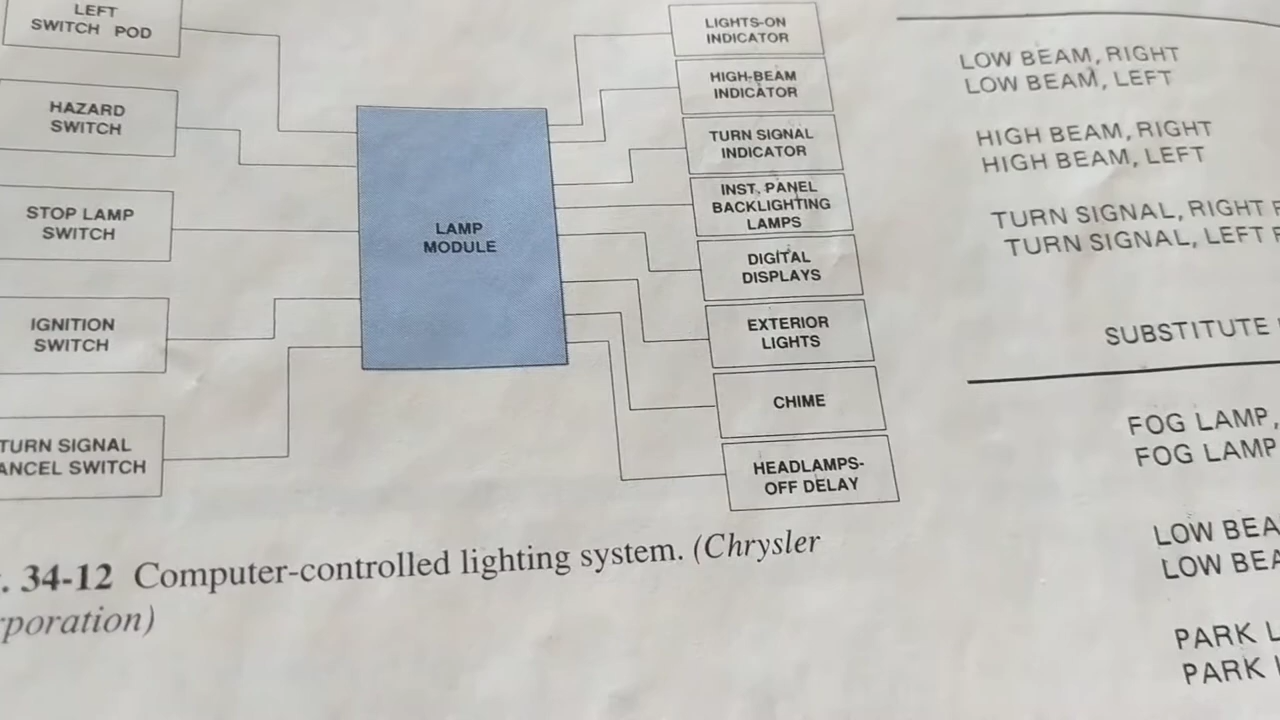 LEFT
SWITCH POD
HAZARD
SWITCH
STOP LAMP
SWITCH
IGNITION
SWITCH
TURN SIGNAL
ANCEL SWITCH
LAMP
MODULE
LIGHTS-ON
INDICATOR
HIGH-BEAM
INDICATOR
TURN SIGNAL
INDICATOR
INST. PANEL
BACKLIGHTING
LAMPS
DIGITAL
DISPLAYS
EXTERIOR
LIGHTS
CHIME
HEADLAMPS-
OFF DELAY
. 34-12 Computer-controlled lighting system. (Chrysler
rporation)
LOW BEAM, RIGHT
LOW BEAM, LEFT
HIGH BEAM, RIGHT
HIGH BEAM, LEFT
TURN SIGNAL, RIGHT F
TURN SIGNAL, LEFT F
SUBSTITUTE
FOG LAMP,
FOG LAMP
LOW BEA
LOW BEA
PARK L
PARK